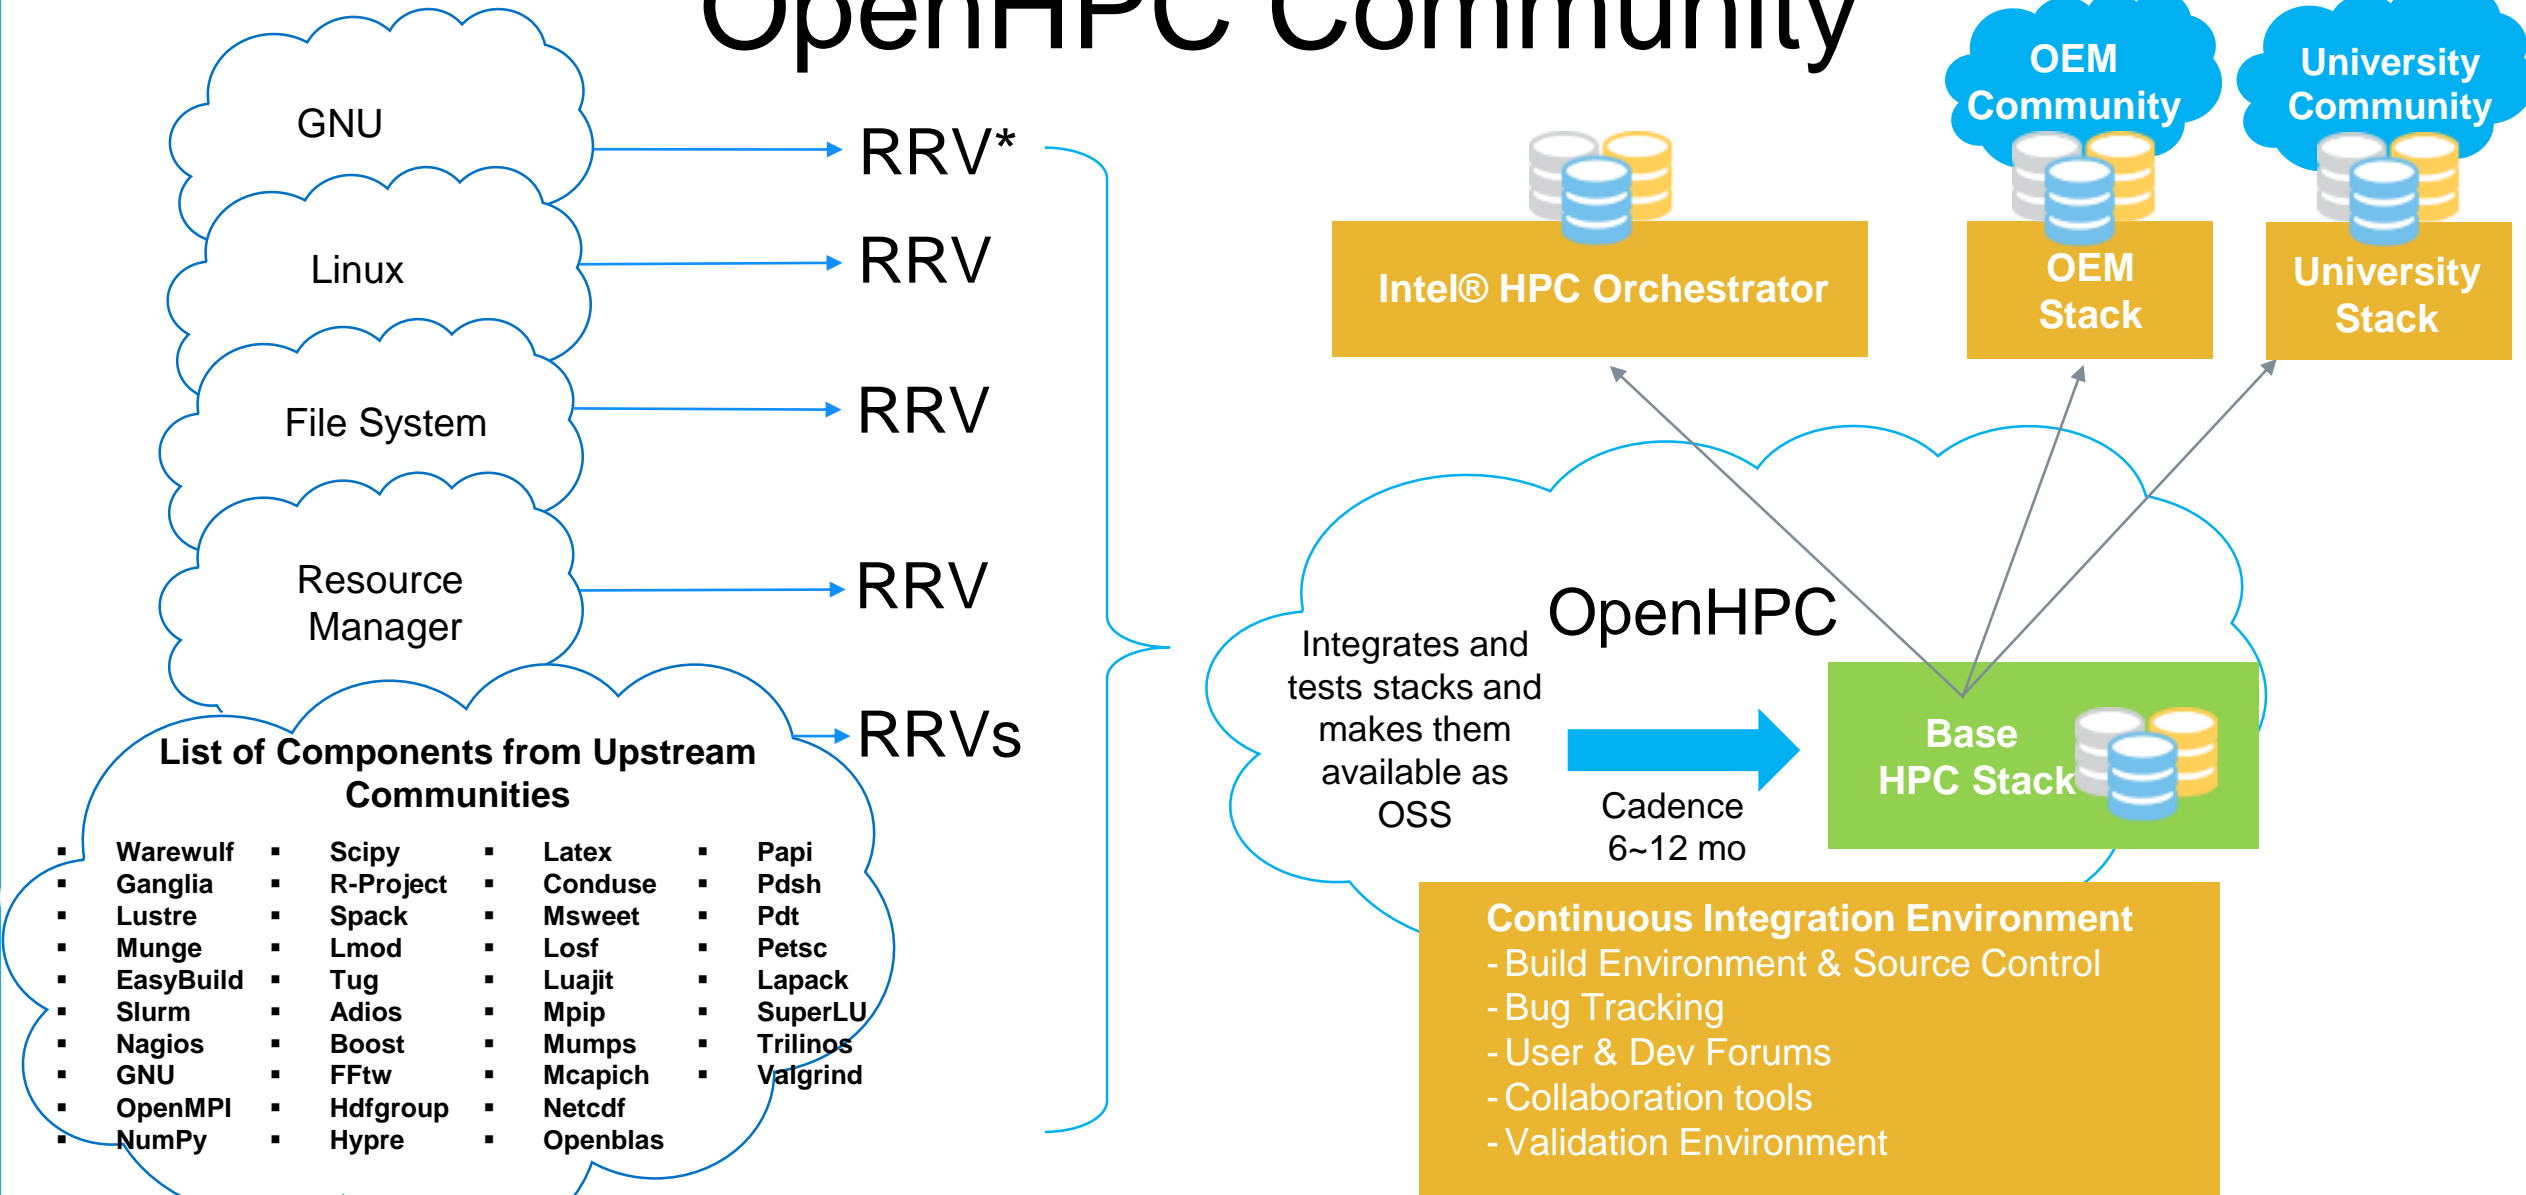 OpenHPC Community
GNU
Linux
File System
Resource
Manager
RRV*
RRV
RRV
RRV
RRVs
List of Components from Upstream
Communities
▪ Warewulf
▪ Ganglia
▪ Lustre
▪ Munge
▪ EasyBuild
▪ Slurm
▪ Nagios
▪ GNU
▪ OpenMPI
▪ NumPy
▪ Scipy
▪ R-Project
▪ Spack
▪ Lmod
▪ Tug
▪ Adios
▪ Boost
▪ FFtw
▪ Hdfgroup
▪ Hypre
▪ Latex
▪ Conduse
▪ Msweet
▪ Losf
▪ Luajit
▪ Mpip
▪ Mumps
▪ Mcapich
▪ Netcdf
▪ Openblas
▪ Papi
▪ Pdsh
▪ Pdt
▪ Petsc
▪ Lapack
▪ SuperLU
▪ Trilinos
▪ Valgrind
OEM
Community
University
Community
Intel® HPC Orchestrator
OEM
Stack
University
Stack
OpenHPC
Integrates and
tests stacks and
makes them
available as
OSS
Cadence
6~12 mo
Base
HPC Stack
Continuous Integration Environment
- Build Environment & Source Control
- Bug Tracking
- User & Dev Forums
- Collaboration tools
- Validation Environment